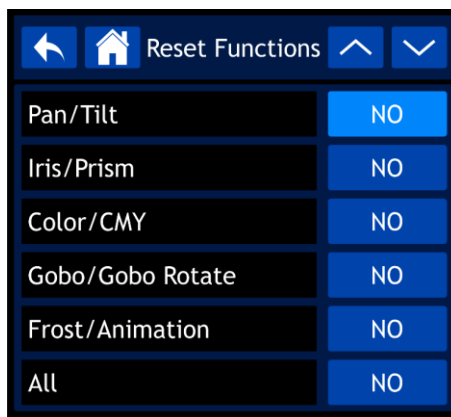 Reset Functions
Pan/Tilt NO
Iris/Prism NO
Color/CMY NO
Gobo/Gobo Rotate NO
Frost/Animation NO
All NO